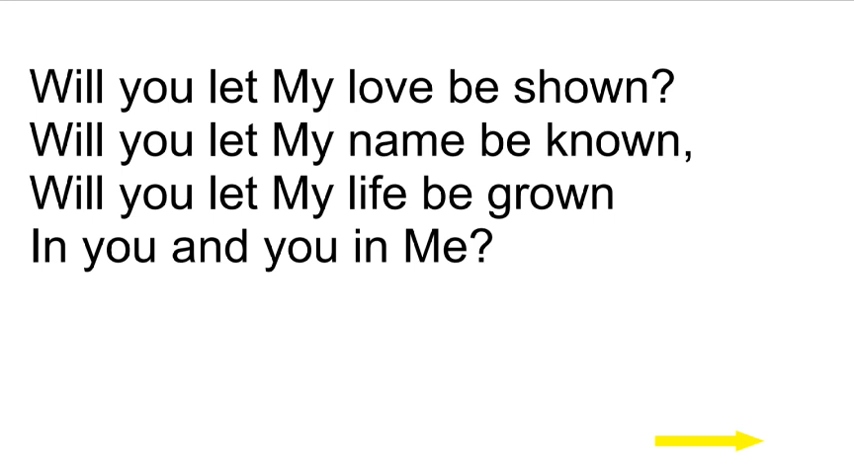 Will you let My love be shown?
Will you let My name be known,
Will you let My life be grown
In you and you in Me?